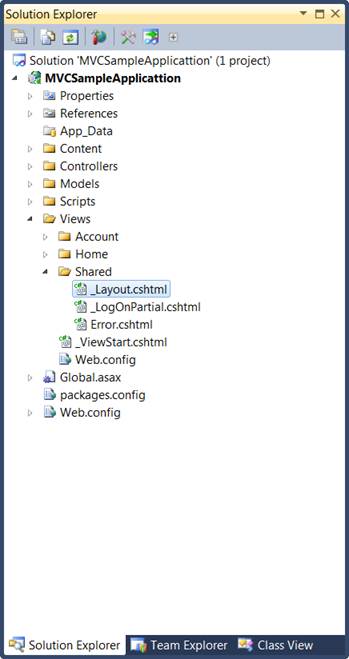 Solution Explorer
Solution 'MVCSampleApplicattion' (1 project)
MVCSampleApplicattion
Properties
References
App_Data
Content
Controllers
Models
Scripts
Views
Account
Home
Shared
_Layout.cshtml
_LogOnPartial.cshtml
Error.cshtml
_ViewStart.cshtml
Web.config
Global.asax
packages.config
Web.config
Solution Explorer Team Explorer Class View